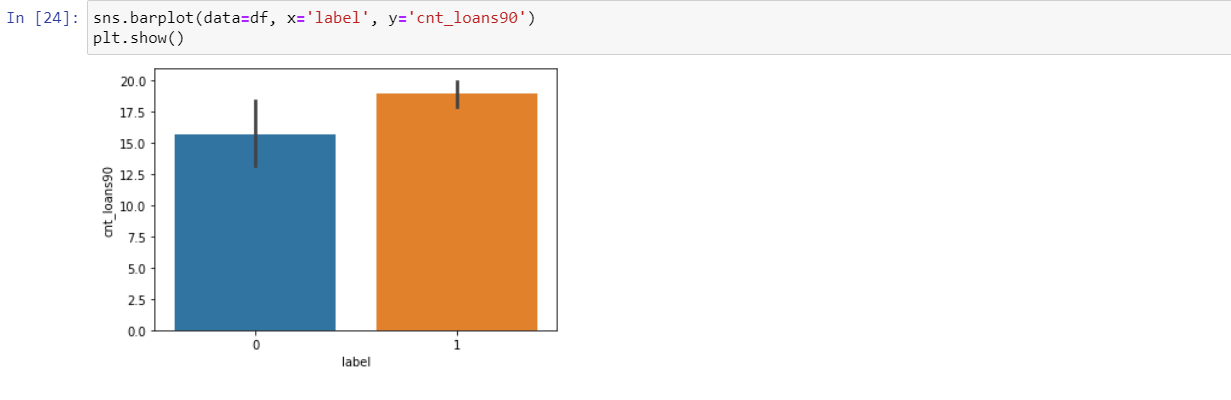 In [24]: sns.barplot(data=df, x='label', y='cnt_loans90')
plt.show()
20.0
17.5
15.0
12.5
10.0
7.5
5.0
2.5
0.0
cnt_loans90
0 1
label